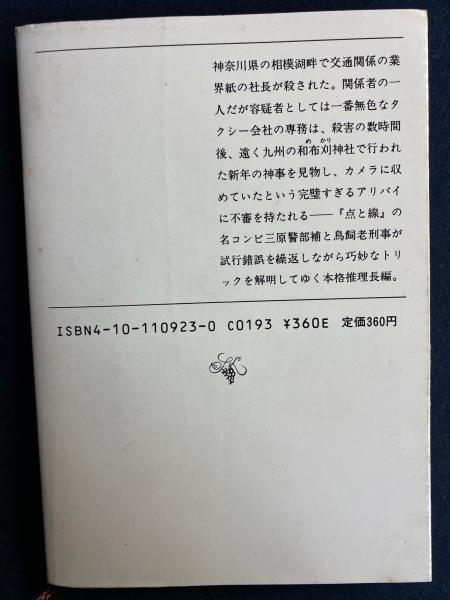 神奈川県の相模湖畔で交通関係の業
界紙の社長が殺された。関係者の一
人だが容疑者としては一番無色なタ
クシー会社の専務は、殺害の数時間
後、遠く九州の和布刈神社で行われ
め かり
た新年の神事を見物し、カメラに収
めていたという完璧すぎるアリバイ
に不審を持たれる——『点と線』の
名コンビ三原警部補と鳥飼老刑事が
試行錯誤を繰返しながら巧妙なトリ
ックを解明してゆく本格推理長編。
ISBN4-10-110923-0 C0193 ¥360E 定価360円